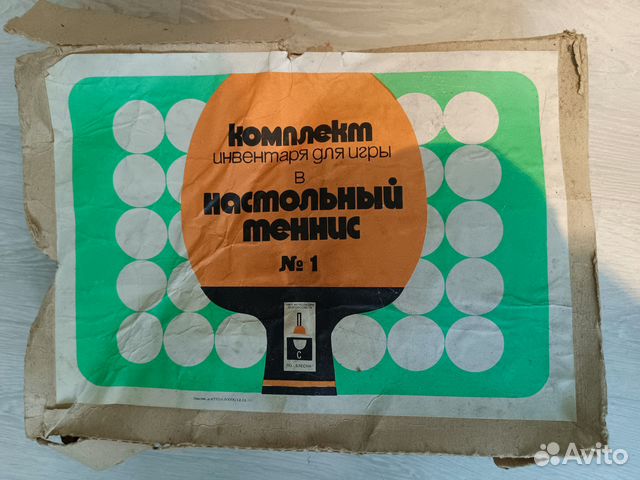 комплект
инвентаря для игры
в
настольный
теннис
№ 1
П
С
Avito